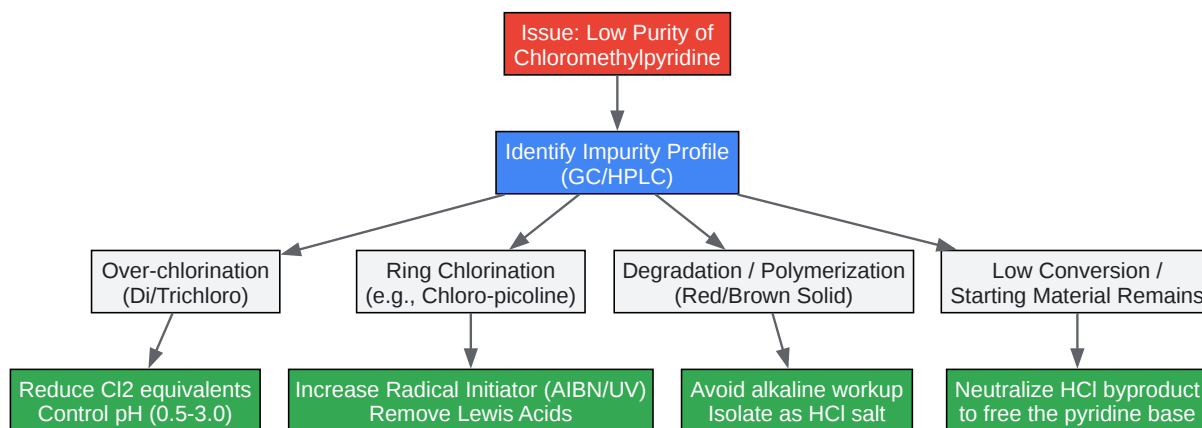 Issue: Low Purity of
Chloromethylpyridine
Identify Impurity Profile
(GC/HPLC)
Over-chlorination
(Di/Trichloro)
Ring Chlorination
(e.g., Chloro-picoline)
Degradation / Polymerization
(Red/Brown Solid)
Low Conversion /
Starting Material Remains
Reduce Cl2 equivalents
Control pH (0.5-3.0)
Increase Radical Initiator (AIBN/UV)
Remove Lewis Acids
Avoid alkaline workup
Isolate as HCl salt
Neutralize HCl byproduct
to free the pyridine base